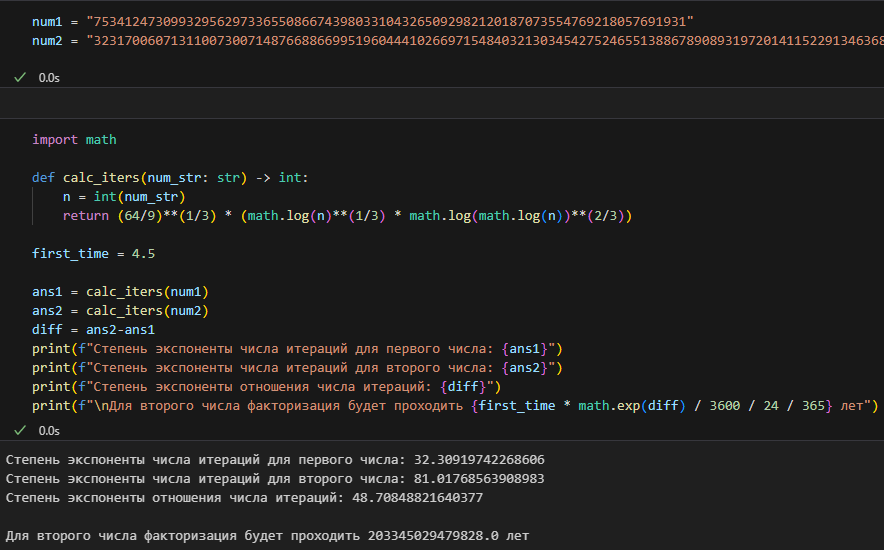 num1 = "75341247309932956297336550866743980331043265092982120187073554769218057691931"
num2 = "3231700607131100730071487668866995196044410266971548403213034542752465513886789089319720141152291346368
0.0s
import math
def calc_iters(num_str: str) -> int:
n = int(num_str)
return (64/9)**(1/3) * (math.log(n)**(1/3) * math.log(math.log(n))**(2/3))
first_time = 4.5
ans1 = calc_iters(num1)
ans2 = calc_iters(num2)
diff = ans2-ans1
print(f"Степень экспоненты числа итераций для первого числа: {ans1}")
print(f"Степень экспоненты числа итераций для второго числа: {ans2}")
print(f"Степень экспоненты отношения числа итераций: {diff}")
print(f"\nДля второго числа факторизация будет проходить {first_time * math.exp(diff) / 3600 / 24 / 365} лет")
0.0s
Степень экспоненты числа итераций для первого числа: 32.30919742268606
Степень экспоненты числа итераций для второго числа: 81.01768563908983
Степень экспоненты отношения числа итераций: 48.70848821640377
Для второго числа факторизация будет проходить 203345029479828.0 лет